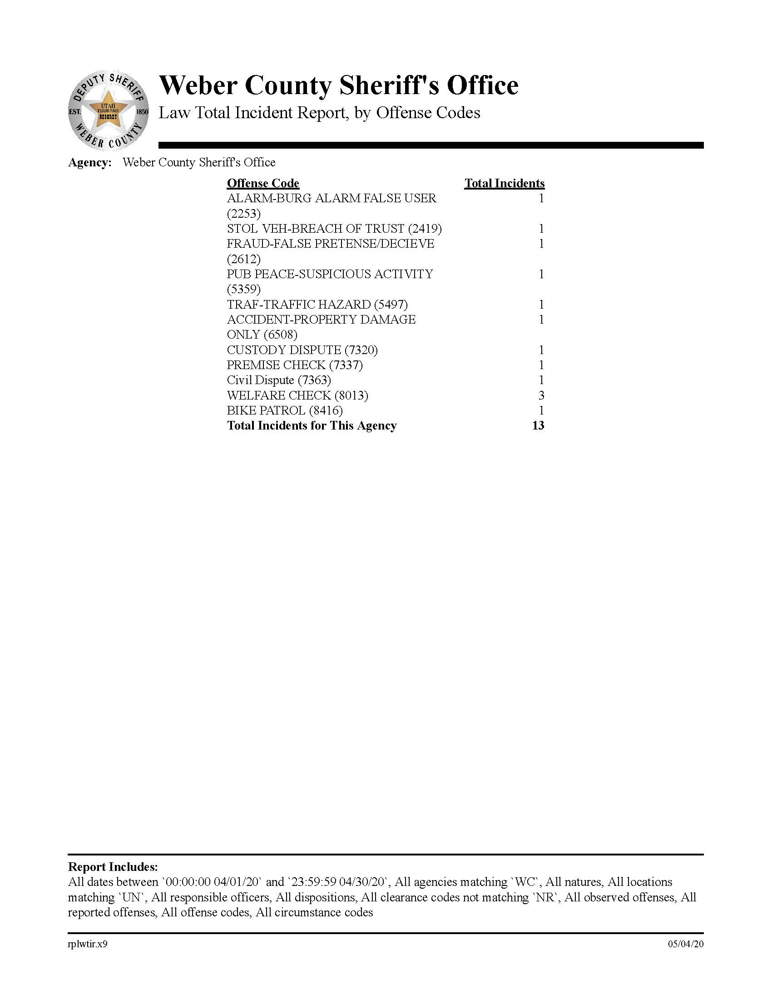 DEPUTY SHERIFF
EST.
UTAH
TERRITORY
DESERET
1850
WEBER COUNTY
Weber County Sheriff's Office
Law Total Incident Report, by Offense Codes
Agency: Weber County Sheriff's Office
Offense Code Total Incidents
ALARM-BURG ALARM FALSE USER 1
(2253)
STOL VEH-BREACH OF TRUST (2419) 1
FRAUD-FALSE PRETENSE/DECIEVE 1
(2612)
PUB PEACE-SUSPICIOUS ACTIVITY 1
(5359)
TRAF-TRAFFIC HAZARD (5497) 1
ACCIDENT-PROPERTY DAMAGE 1
ONLY (6508)
CUSTODY DISPUTE (7320) 1
PREMISE CHECK (7337) 1
Civil Dispute (7363) 1
WELFARE CHECK (8013) 3
BIKE PATROL (8416) 1
Total Incidents for This Agency 13
Report Includes:
All dates between `00:00:00 04/01/20` and `23:59:59 04/30/20`, All agencies matching `WC`, All natures, All locations
matching `UN`, All responsible officers, All dispositions, All clearance codes not matching `NR`, All observed offenses, All
reported offenses, All offense codes, All circumstance codes
rplwtir.x9 05/04/20